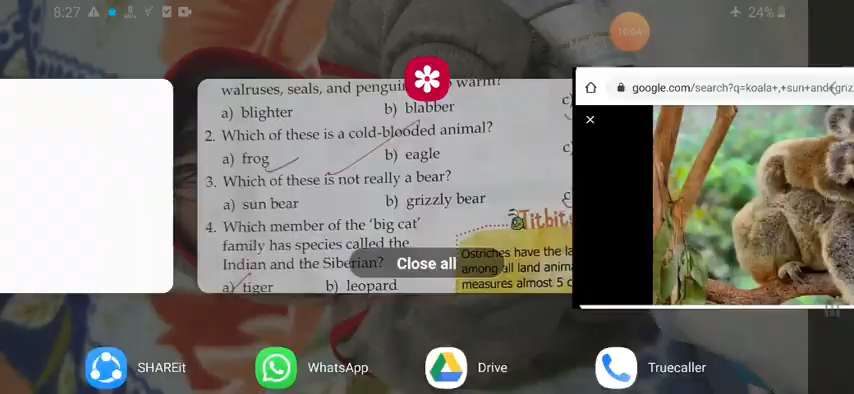 8:27
24%
10:04
walruses, seals, and
warm?
a) blighter b) blabber c)
2. Which of these is a cold-blooded animal?
a) frog b) eagle c)
3. Which of these is not really a bear?
a) sun bear b) grizzly bear
4. Which member of the ‘big cat’
family has species called the
Indian and the Siberian?
a) tiger b) leopard
Titbit
Ostriches have the la
among all land anim
measures almost 5 c
Close all
google.com/search?q=koala+,+sun+and+griz
SHAREit
WhatsApp
Drive
Truecaller